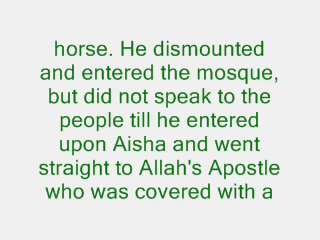 horse. He dismounted
and entered the mosque,
but did not speak to the
people till he entered
upon Aisha and went
straight to Allah's Apostle
who was covered with a